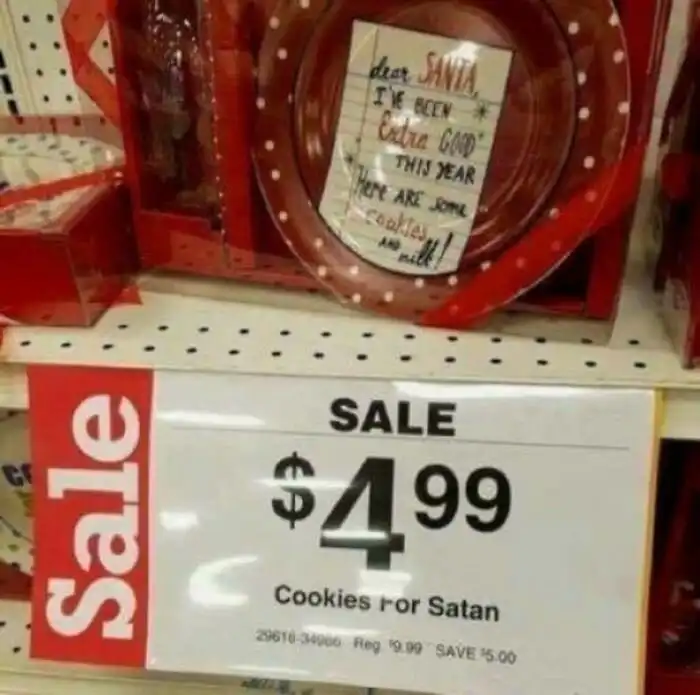 dear SANTA,
I'VE BEEN
Extra GOOD
THIS YEAR
Here ARE some
cookies
AND
milk!
Sale
SALE
$4.99
Cookies For Satan
Reg $9.99 SAVE $5.00